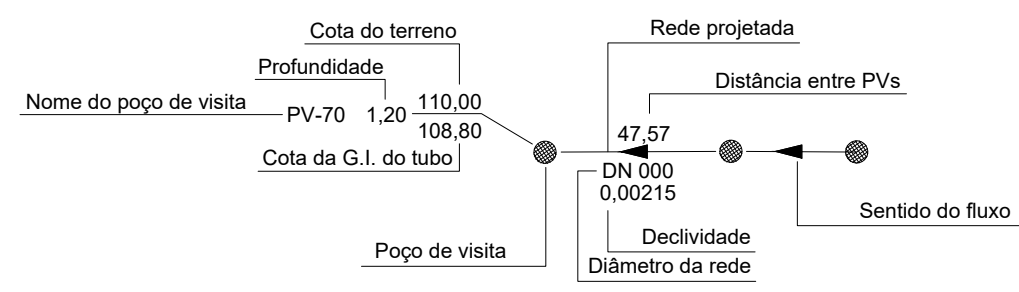 Cota do terreno
Rede projetada
Profundidade
Distância entre PVs
Nome do poço de visita
PV-70 1,20 110,00
108,80
47,57
Cota da G.I. do tubo
DN 000
0,00215
Sentido do fluxo
Poço de visita
Declividade
Diâmetro da rede